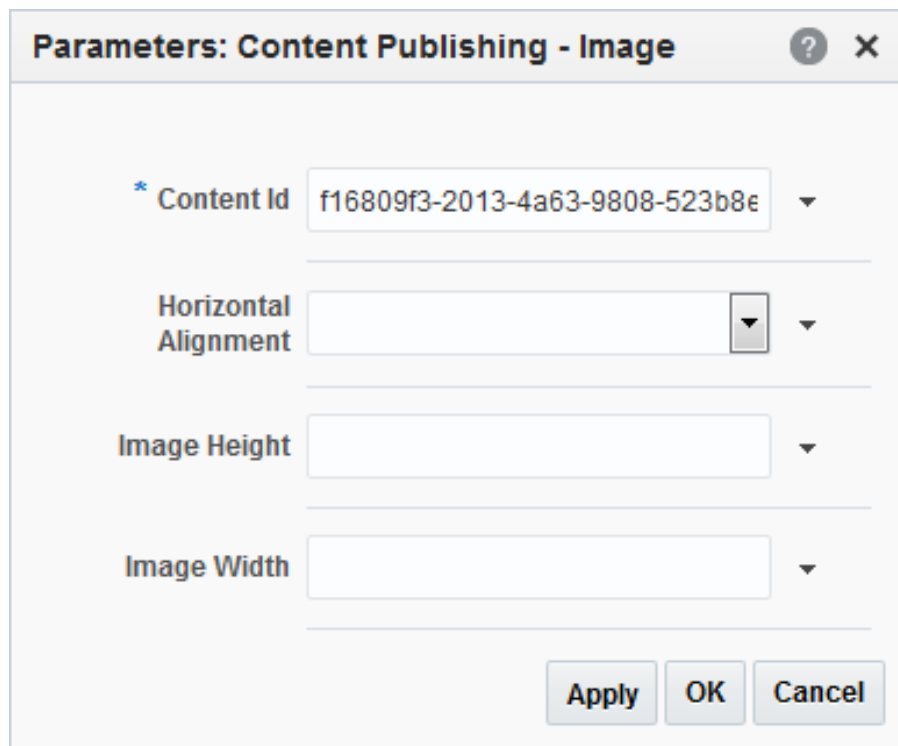 Parameters: Content Publishing - Image ? ×
* Content Id f16809f3-2013-4a63-9808-523b8e
Horizontal
Alignment
Image Height
Image Width
Apply OK Cancel